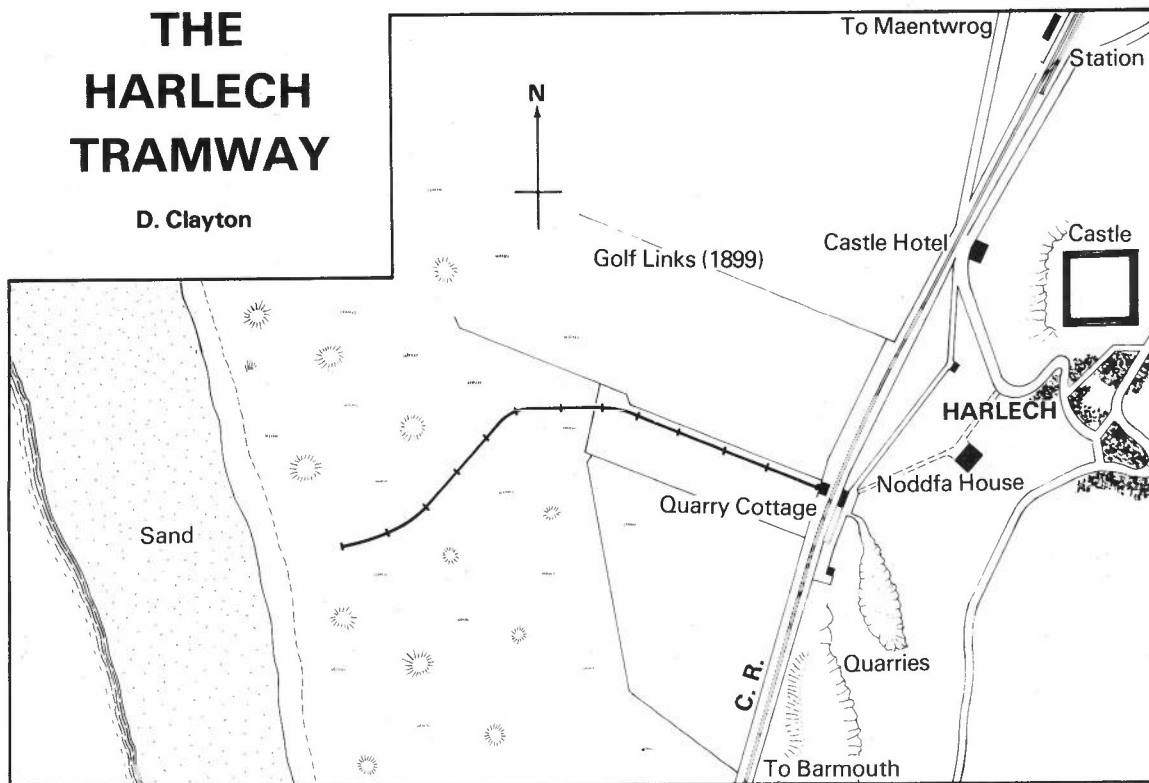 THE
HARLECH
TRAMWAY
D. Clayton
To Maentwrog
Station
N
Castle Hotel
Castle
Golf Links (1899)
HARLECH
Noddfa House
Quarry Cottage
Sand
Quarries
C. R.
To Barmouth